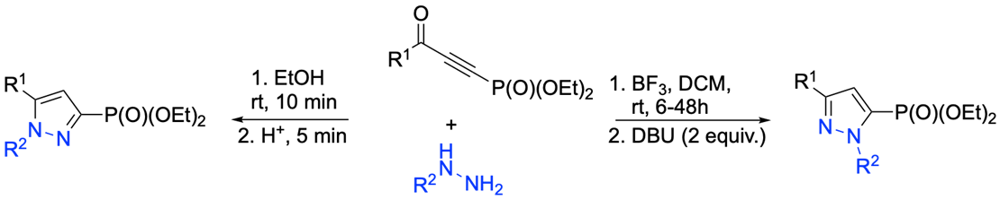 R¹
P(O)(OEt)₂
N
N
R²
1. EtOH
rt, 10 min
2. H⁺, 5 min
O
R¹
P(O)(OEt)₂
+
H
N
R²
NH₂
1. BF₃, DCM,
rt, 6-48h
2. DBU (2 equiv.)
R¹
P(O)(OEt)₂
N
N
R²